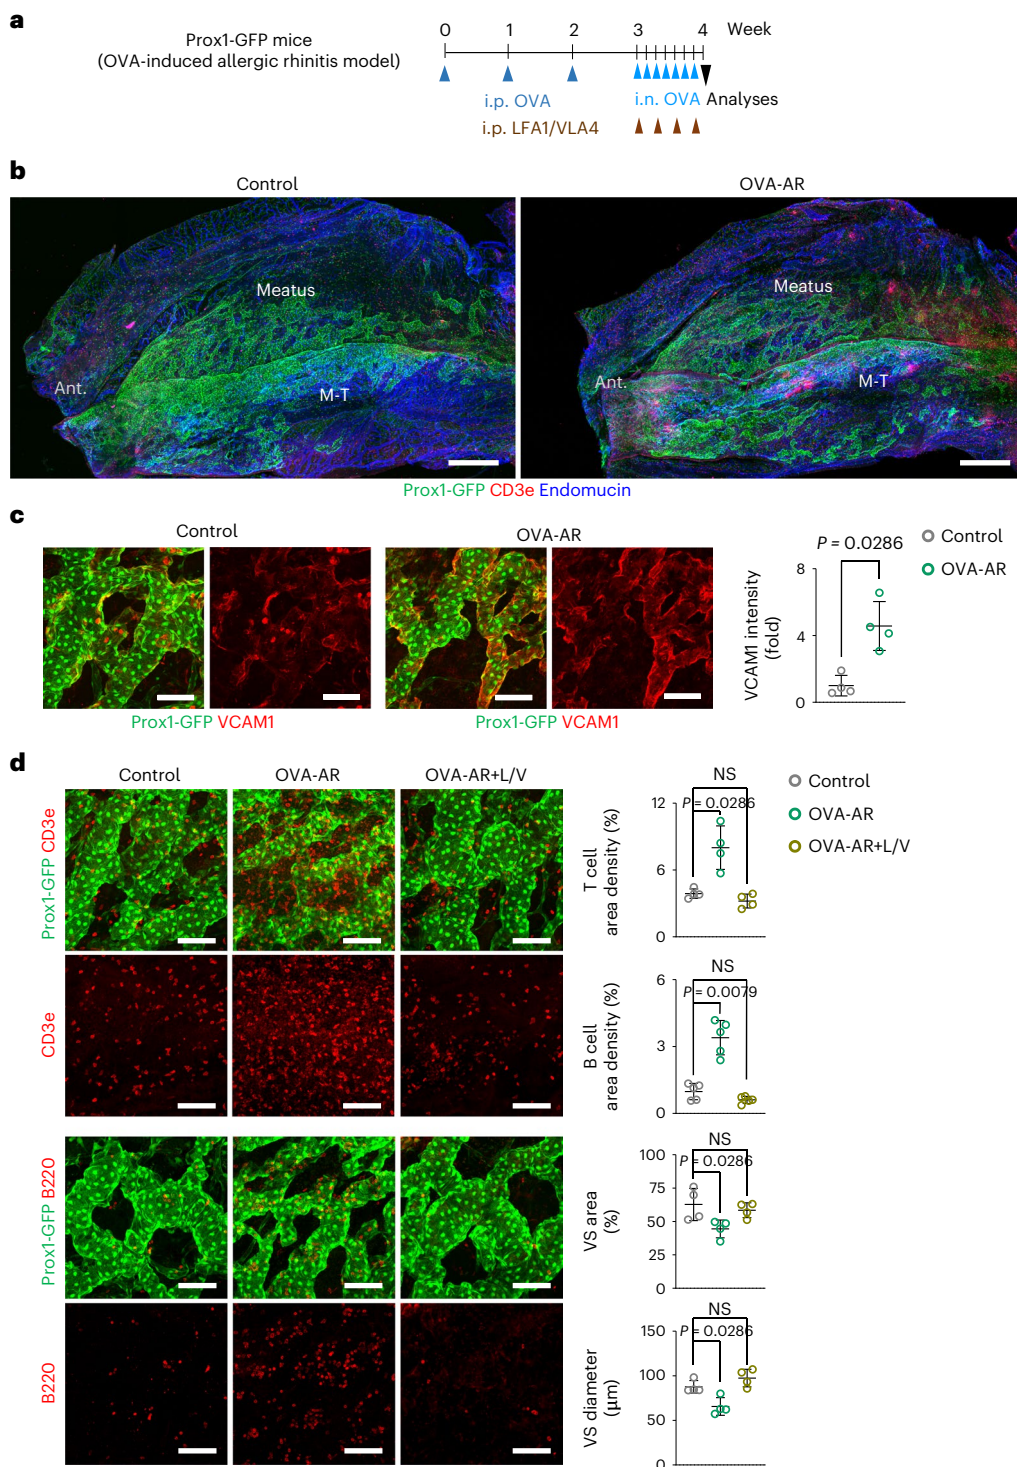 a
Prox1-GFP mice
(OVA-induced allergic rhinitis model)
0 1 2 3 4 Week
i.p. OVA
i.n. OVA Analyses
i.p. LFA1/VLA4
b
Control
OVA-AR
Meatus
Ant.
M-T
Meatus
Ant.
M-T
Prox1-GFP CD3e Endomucin
c
Control
OVA-AR
Prox1-GFP VCAM1
Prox1-GFP VCAM1
P = 0.0286
VCAM1 intensity
(fold)
8
4
0
Control
OVA-AR
d
Control
OVA-AR
OVA-AR+L/V
Prox1-GFP CD3e
CD3e
Prox1-GFP B220
B220
NS
P = 0.0286
T cell
area density (%)
12
6
0
Control
OVA-AR
OVA-AR+L/V
NS
P = 0.0079
B cell
area density (%)
6
3
0
NS
P = 0.0286
VS area
(%)
100
75
50
25
0
NS
P = 0.0286
VS diameter
(µm)
150
100
50
0